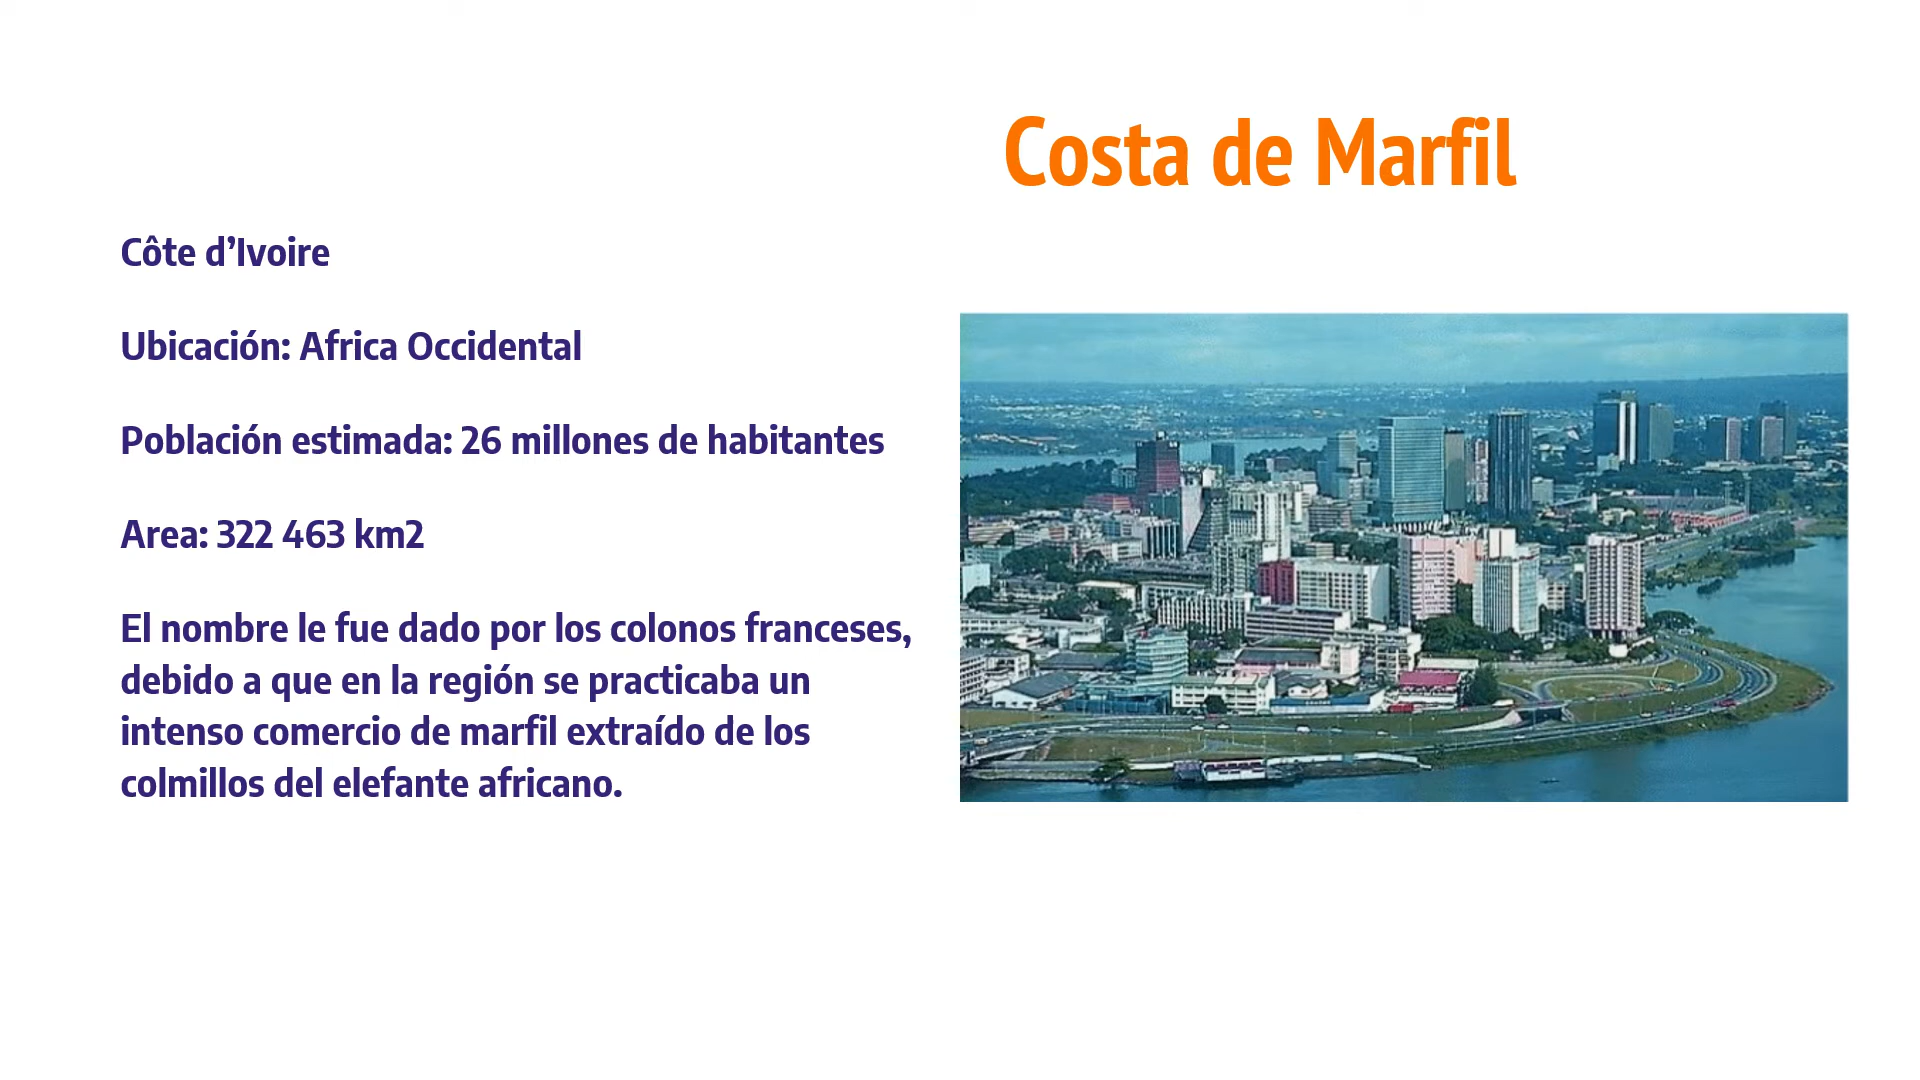 Costa de Marfil
Côte d’Ivoire
Ubicación: Africa Occidental
Población estimada: 26 millones de habitantes
Area: 322 463 km2
El nombre le fue dado por los colonos franceses,
debido a que en la región se practicaba un
intenso comercio de marfil extraído de los
colmillos del elefante africano.